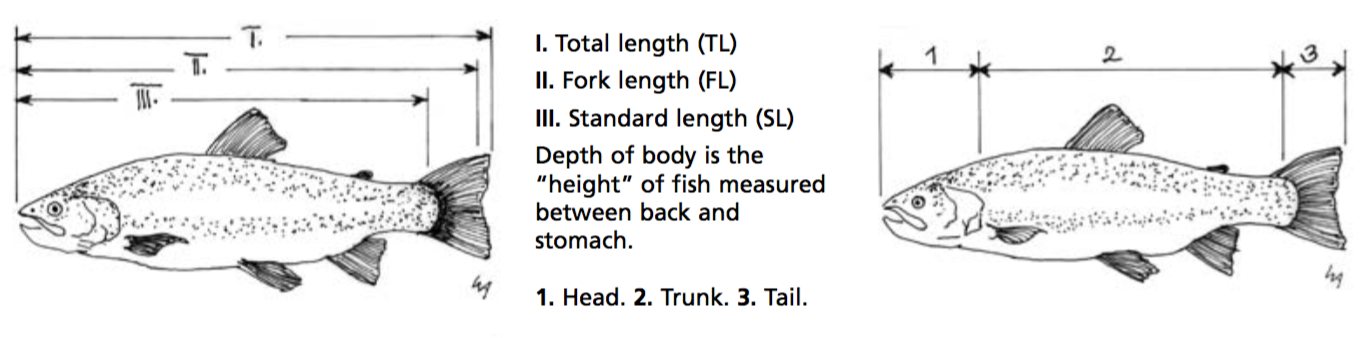 I.
II.
III.
I. Total length (TL)
II. Fork length (FL)
III. Standard length (SL)
Depth of body is the
“height” of fish measured
between back and
stomach.
1. Head. 2. Trunk. 3. Tail.
1 2 3